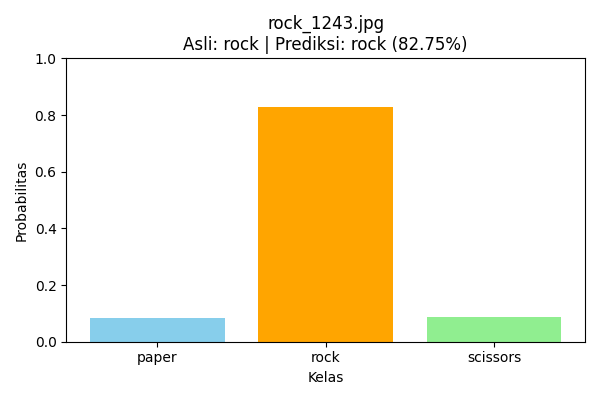 rock_1243.jpg
Asli: rock | Prediksi: rock (82.75%)
1.0
0.8
0.6
0.4
0.2
0.0
Probabilitas
paper
rock
scissors
Kelas